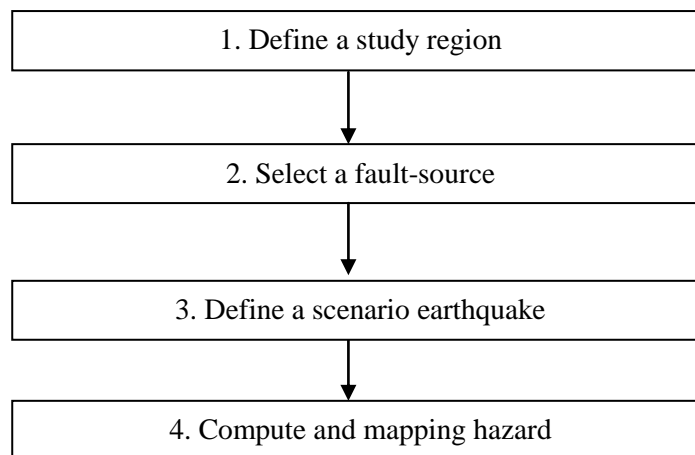 1. Define a study region
2. Select a fault-source
3. Define a scenario earthquake
4. Compute and mapping hazard